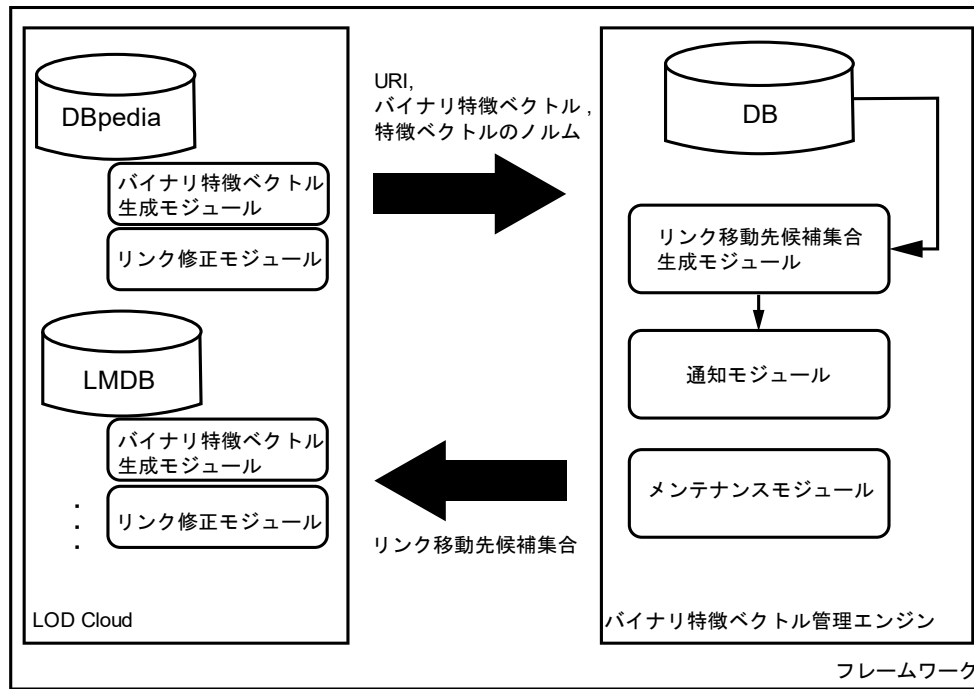 DBpedia
バイナリ特徴ベクトル
生成モジュール
リンク修正モジュール
LMDB
バイナリ特徴ベクトル
生成モジュール
リンク修正モジュール
・
・
・
LOD Cloud
URI,
バイナリ特徴ベクトル ,
特徴ベクトルのノルム
リンク移動先候補集合
DB
リンク移動先候補集合
生成モジュール
通知モジュール
メンテナンスモジュール
バイナリ特徴ベクトル管理エンジン
フレームワーク